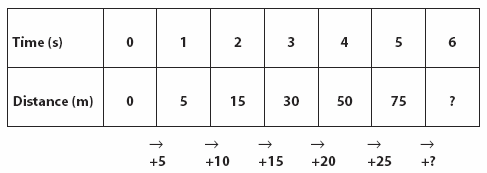 Time (s) 0 1 2 3 4 5 6
Distance (m) 0 5 15 30 50 75 ?
→ → → → → →
+5 +10 +15 +20 +25 +?